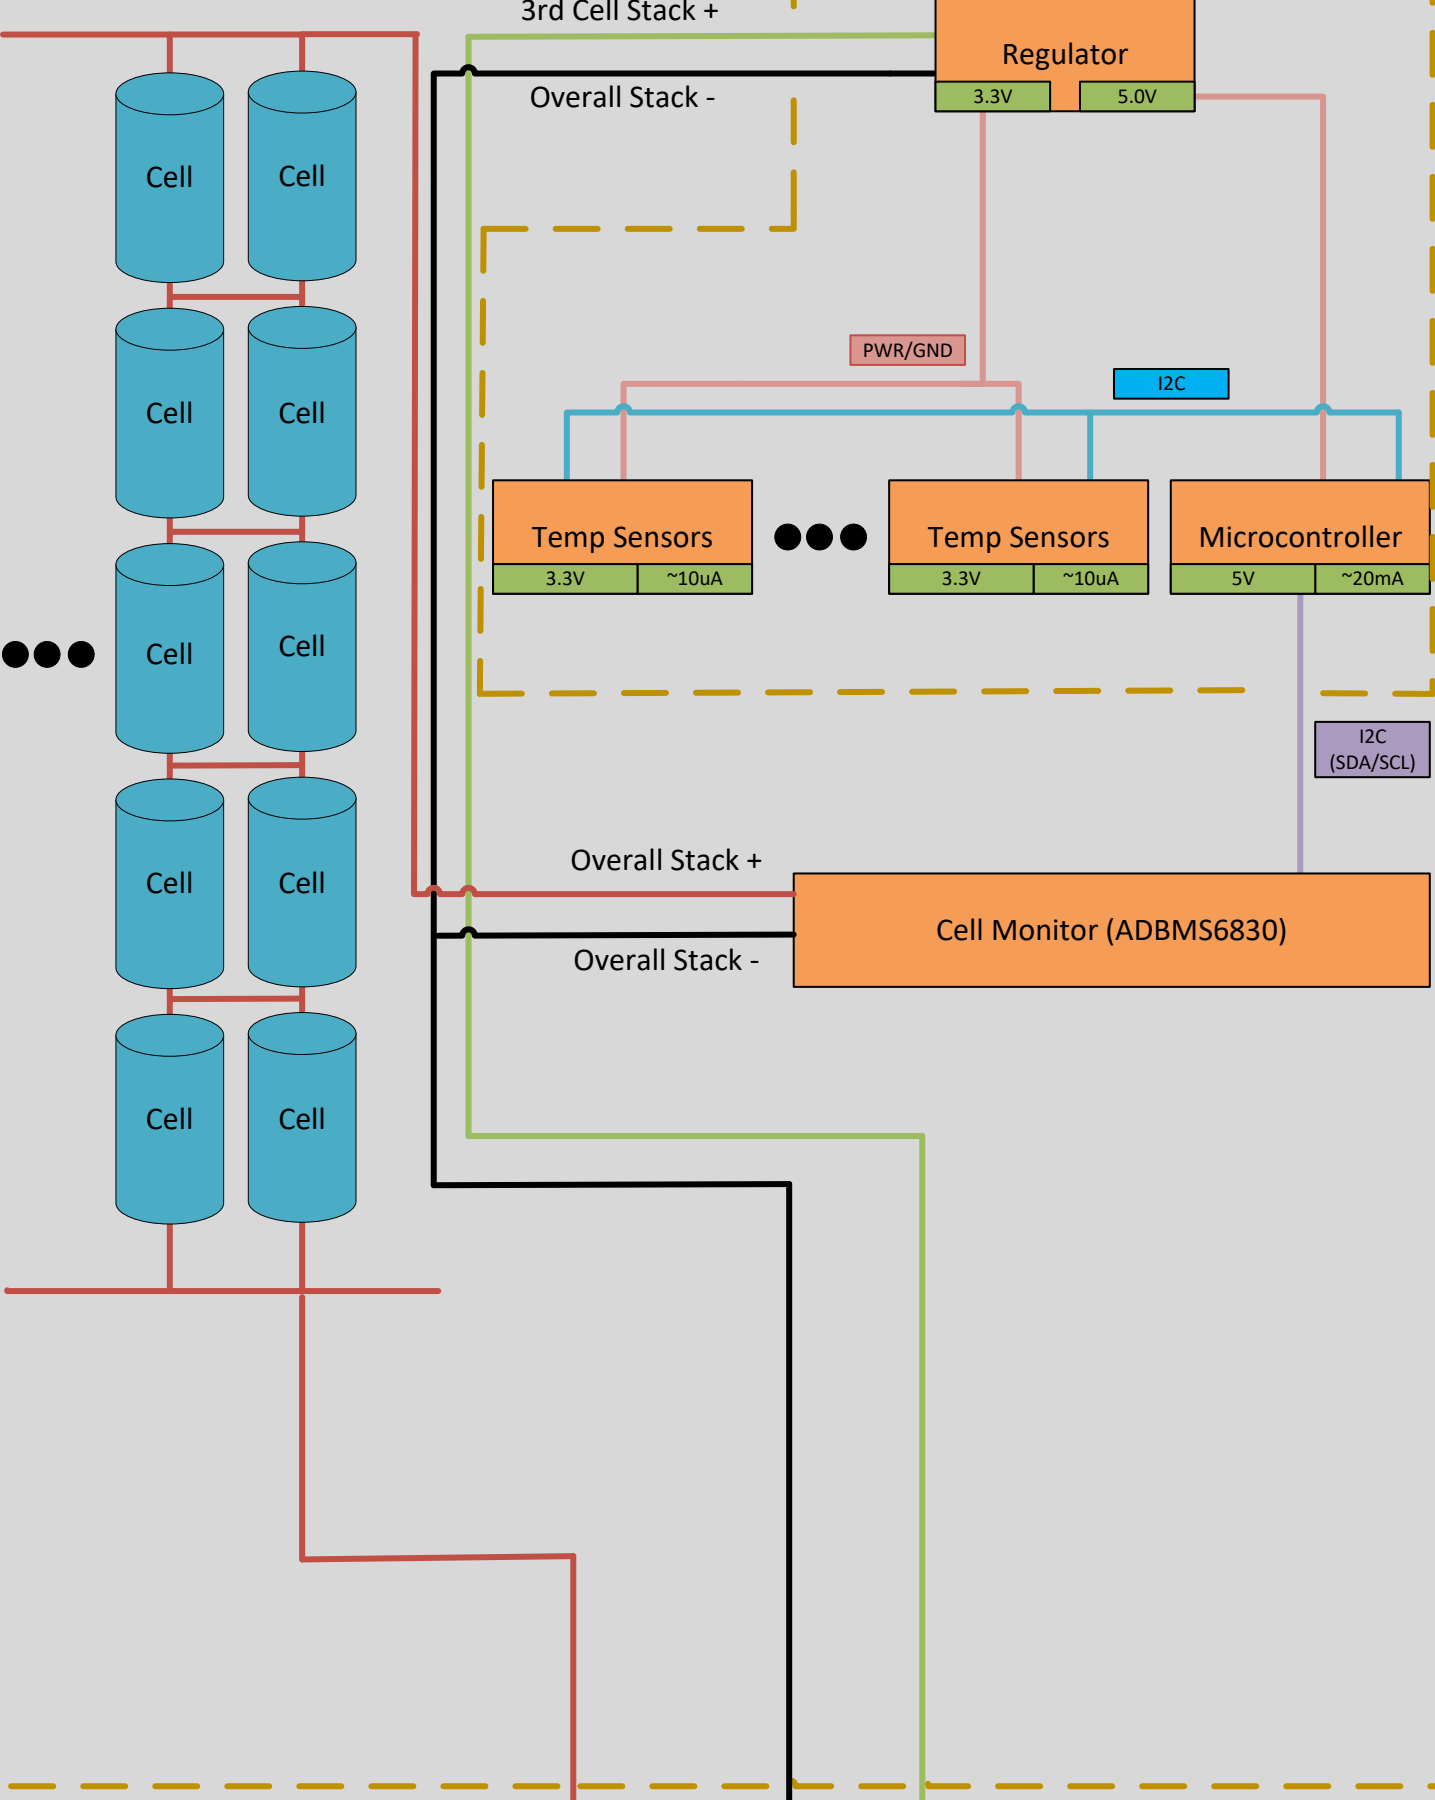 3rd Cell Stack +
Regulator
Overall Stack -
3.3V
5.0V
Cell
Cell
PWR/GND
I2C
Cell
Cell
Temp Sensors
Temp Sensors
Microcontroller
3.3V
~10uA
3.3V
~10uA
5V
~20mA
Cell
Cell
I2C
(SDA/SCL)
Overall Stack +
Cell
Cell
Cell Monitor (ADBMS6830)
Overall Stack -
Cell
Cell